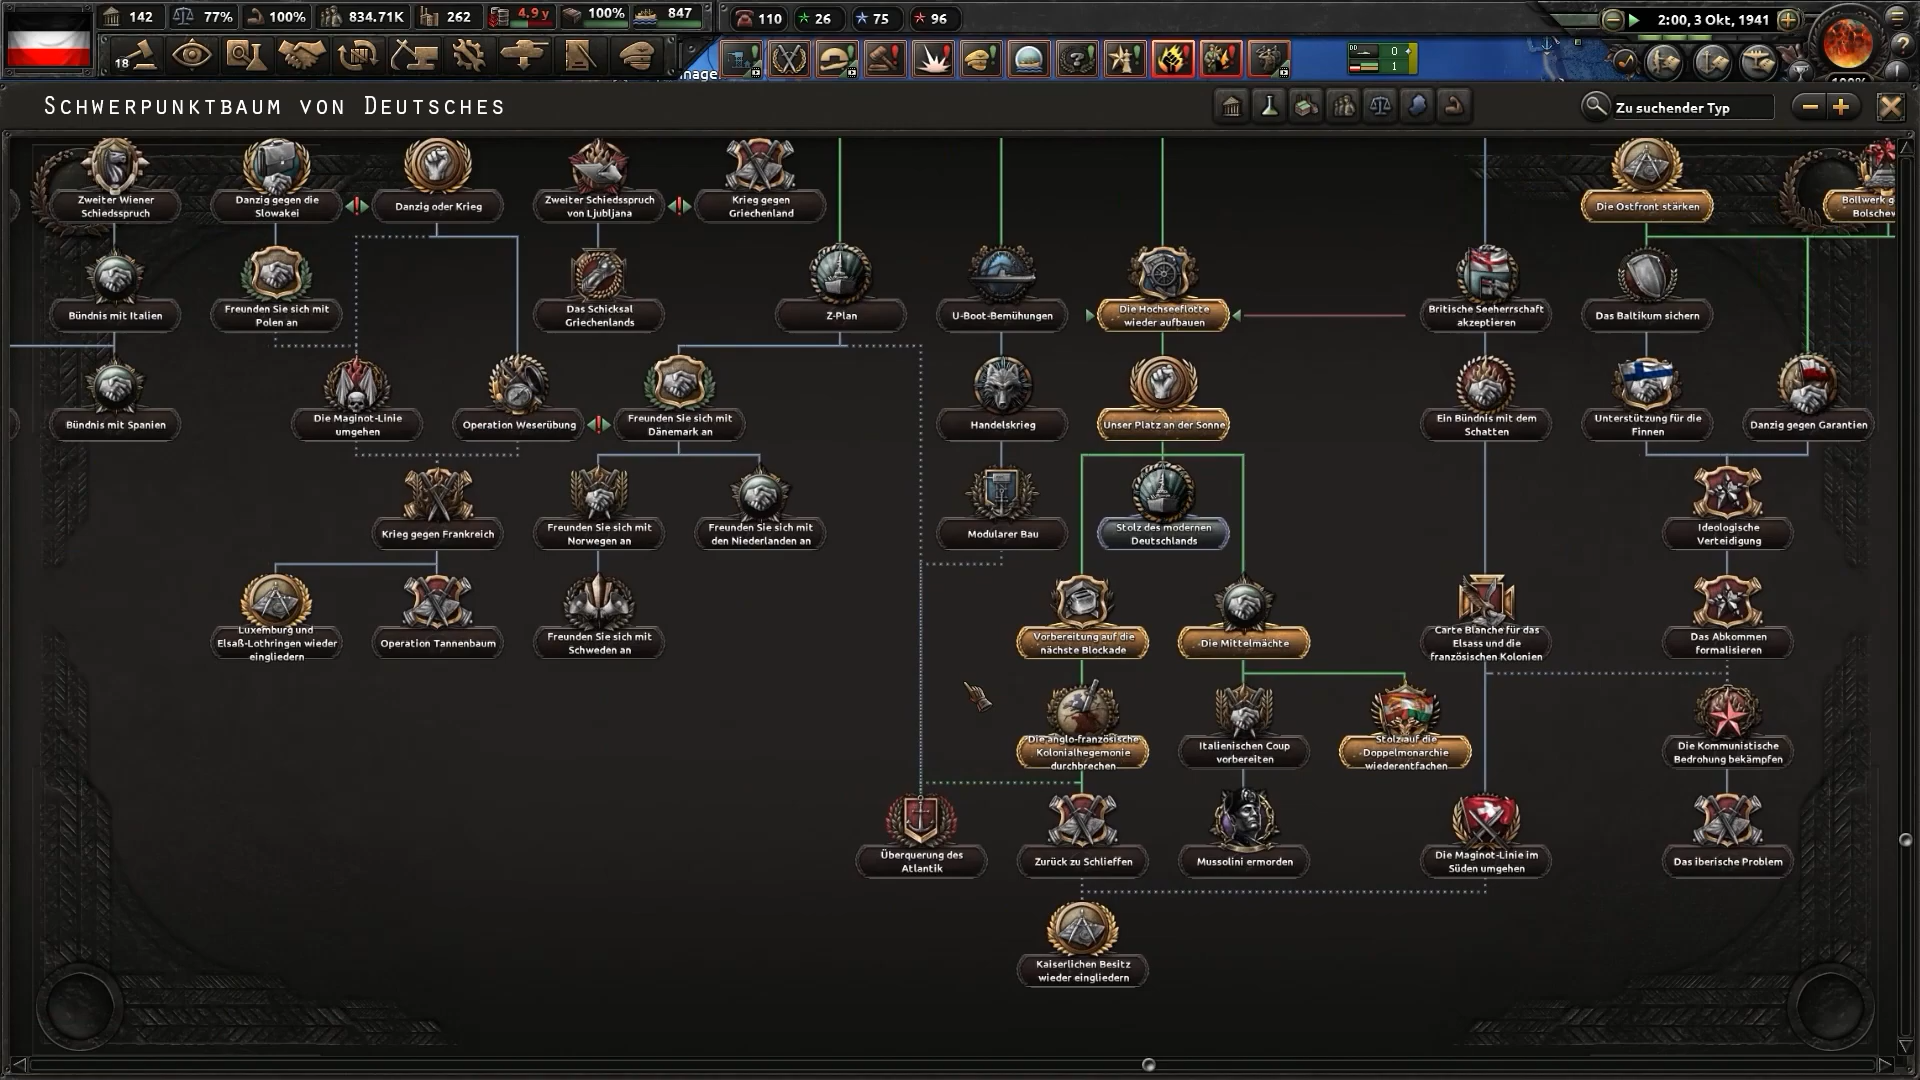 142
77%
100%
834.71K
262
4.9 y
100%
847
110
26
75
96
2:00, 3 Okt, 1941
18
nage
DD
0
1
SCHWERPUNKTBAUM VON DEUTSCHES
Zu suchender Typ
Zweiter Wiener
Schiedsspruch
Danzig gegen die
Slowakei
Danzig oder Krieg
Zweiter Schiedsspruch
von Ljubljana
Krieg gegen
Griechenland
Die Ostfront stärken
Bollwerk g
Bolschew
Bündnis mit Italien
Freunden Sie sich mit
Polen an
Das Schicksal
Griechenlands
Z-Plan
U-Boot-Bemühungen
Die Hochseeflotte
wieder aufbauen
Britische Seeherrschaft
akzeptieren
Das Baltikum sichern
Bündnis mit Spanien
Die Maginot-Linie
umgehen
Operation Weserübung
Freunden Sie sich mit
Dänemark an
Handelskrieg
Unser Platz an der Sonne
Ein Bündnis mit dem
Schatten
Unterstützung für die
Finnen
Danzig gegen Garantien
Krieg gegen Frankreich
Freunden Sie sich mit
Norwegen an
Freunden Sie sich mit
den Niederlanden an
Modularer Bau
Stolz des modernen
Deutschlands
Ideologische
Verteidigung
Luxemburg und
Elsaß-Lothringen wieder
eingliedern
Operation Tannenbaum
Freunden Sie sich mit
Schweden an
Vorbereitung auf die
nächste Blockade
Die Mittelmächte
Carte Blanche für das
Elsass und die
französischen Kolonien
Das Abkommen
formalisieren
Die anglo-französische
Kolonialhegemonie
durchbrechen
Italienischen Coup
vorbereiten
Stolz auf die
Doppelmonarchie
wiederentfachen
Die Kommunistische
Bedrohung bekämpfen
Überquerung des
Atlantik
Zurück zu Schlieffen
Mussolini ermorden
Die Maginot-Linie im
Süden umgehen
Das iberische Problem
Kaiserlichen Besitz
wieder eingliedern